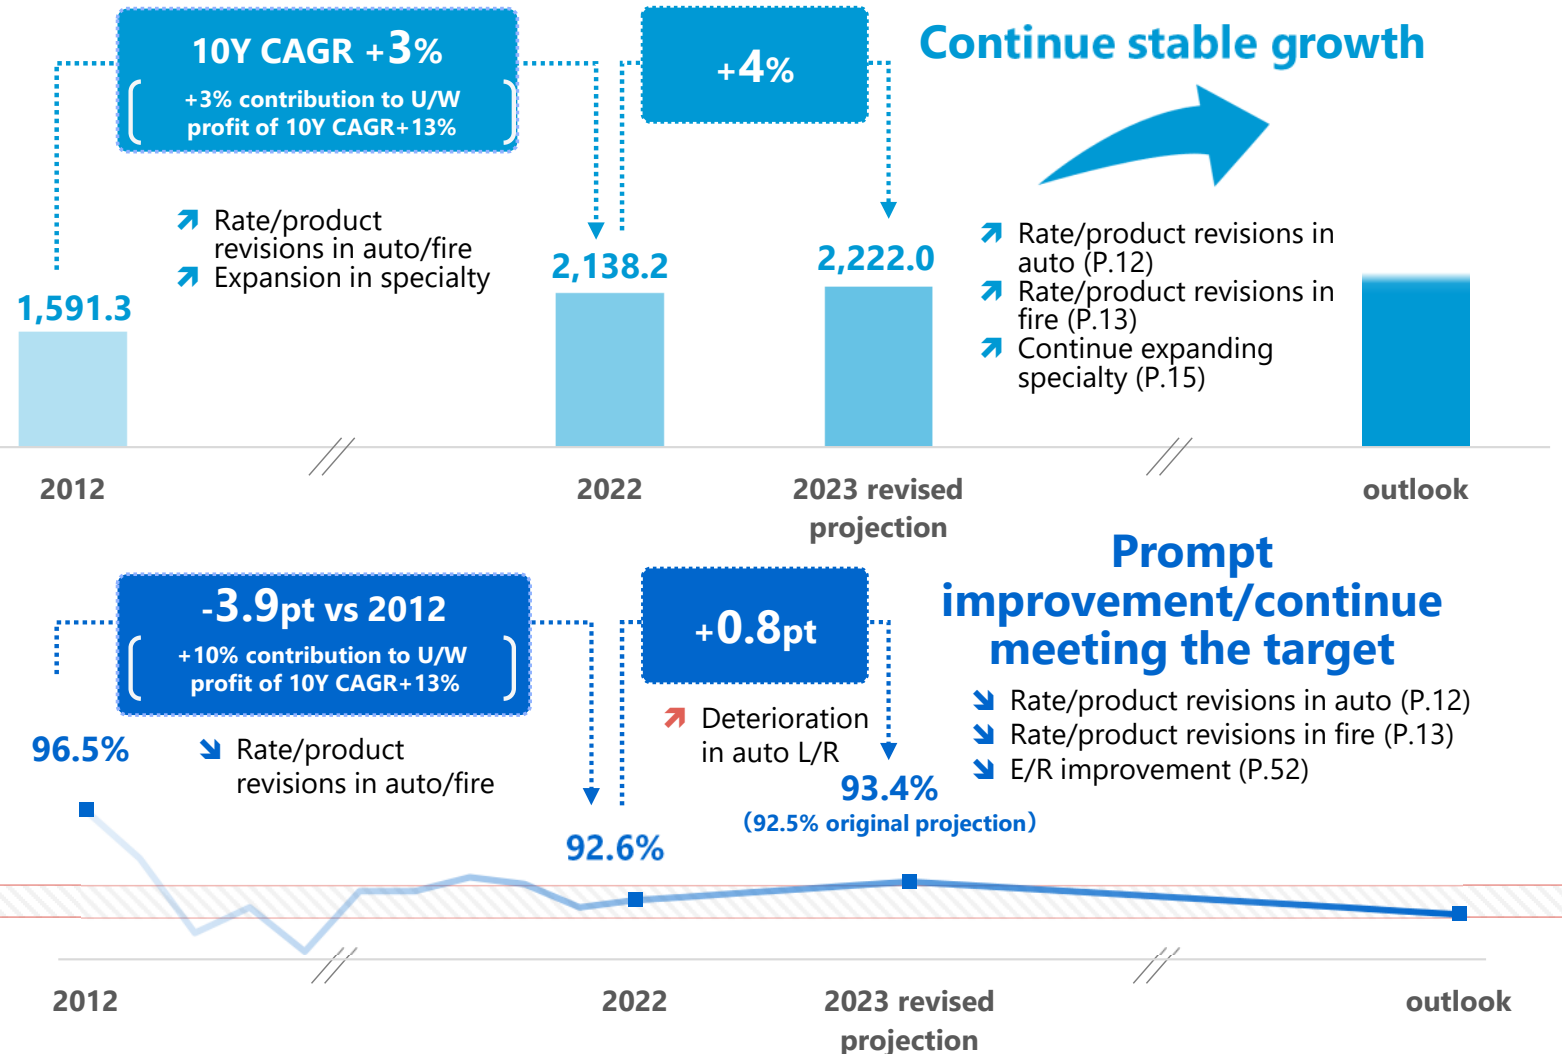 10Y CAGR +3%
+3% contribution to U/W
profit of 10Y CAGR+13%
+4%
Continue stable growth
Rate/product
revisions in auto/fire
Expansion in specialty
1,591.3
2,138.2
2,222.0
Rate/product revisions in
auto (P.12)
Rate/product revisions in
fire (P.13)
Continue expanding
specialty (P.15)
2012
2022
2023 revised
projection
outlook
-3.9pt vs 2012
+10% contribution to U/W
profit of 10Y CAGR+13%
+0.8pt
Prompt
improvement/continue
meeting the target
Rate/product revisions in auto (P.12)
Rate/product revisions in fire (P.13)
E/R improvement (P.52)
96.5%
Rate/product
revisions in auto/fire
Deterioration
in auto L/R
92.6%
93.4%
（92.5% original projection）
2012
2022
2023 revised
projection
outlook